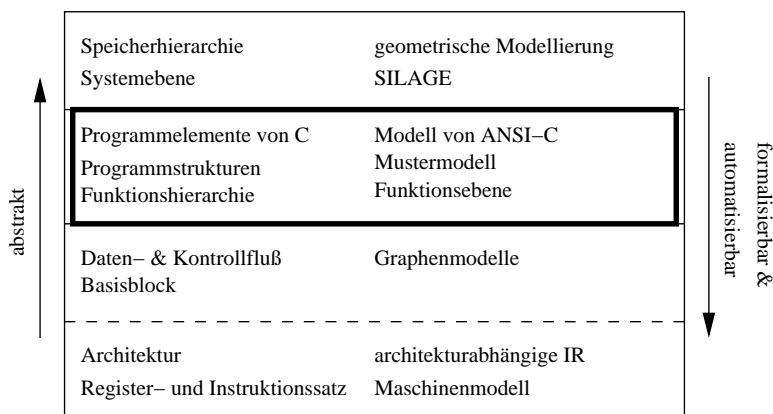 Speicherhierarchie geometrische Modellierung
Systemebene SILAGE
Programmelemente von C Modell von ANSI−C
Programmstrukturen Mustermodell
Funktionshierarchie Funktionsebene
Daten− & Kontrollfluß Graphenmodelle
Basisblock
Architektur architekturabhängige IR
Register− und Instruktionssatz Maschinenmodell
abstrakt
formalisierbar &
automatisierbar